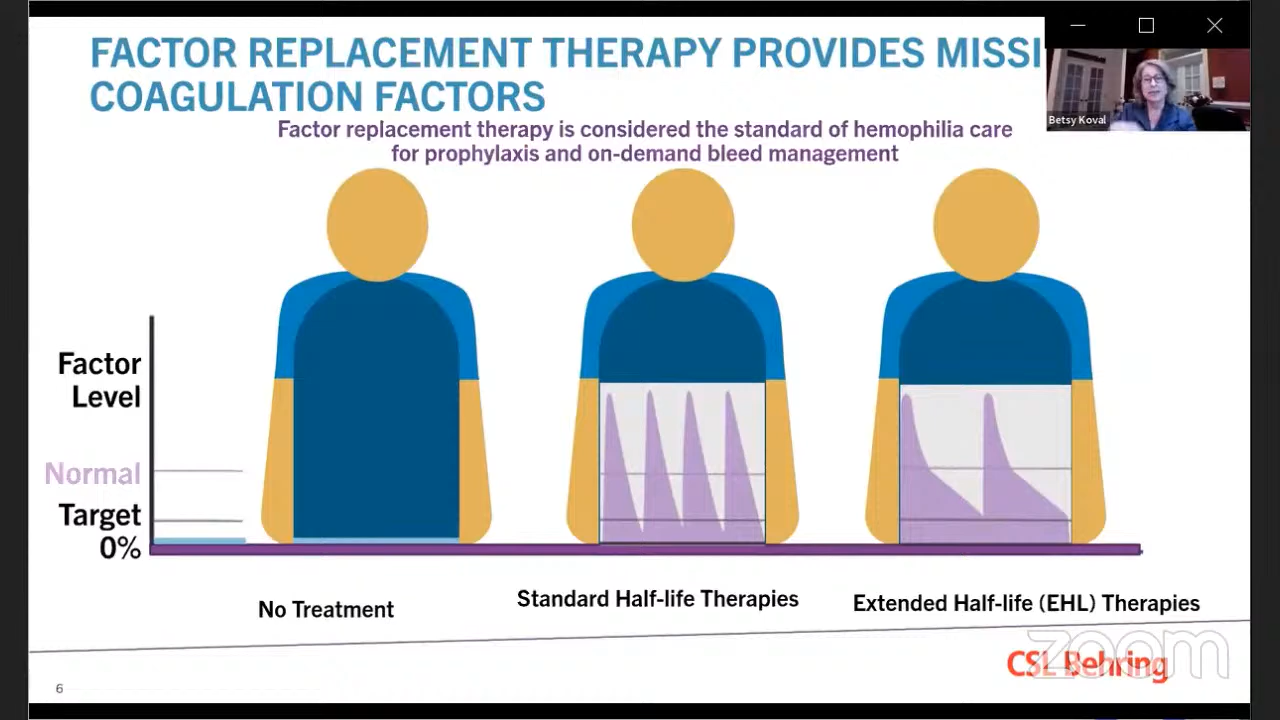 FACTOR REPLACEMENT THERAPY PROVIDES MISSI
COAGULATION FACTORS
Factor replacement therapy is considered the standard of hemophilia care
for prophylaxis and on-demand bleed management
Betsy Koval
Factor
Level
Normal
Target
0%
No Treatment
Standard Half-life Therapies
Extended Half-life (EHL) Therapies
CSL Behring
zoom
6